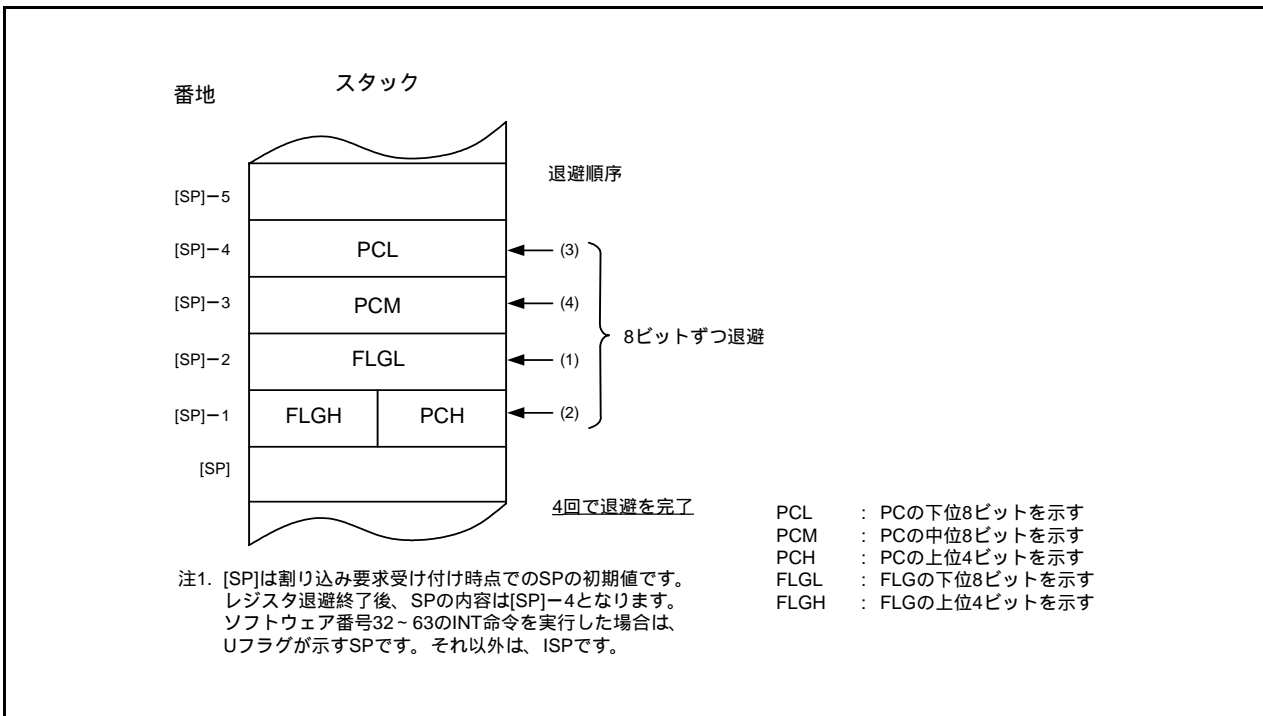 番地
スタック
退避順序
[SP]ー5
[SP]ー4 PCL (3)
[SP]ー3 PCM (4)
8ビットずつ退避
[SP]ー2 FLGL (1)
[SP]ー1 FLGH PCH (2)
[SP]
4回で退避を完了
PCL : PCの下位8ビットを示す
PCM : PCの中位8ビットを示す
PCH : PCの上位4ビットを示す
FLGL : FLGの下位8ビットを示す
FLGH : FLGの上位4ビットを示す
注1. [SP]は割り込み要求受け付け時点でのSPの初期値です。
レジスタ退避終了後、SPの内容は[SP]ー4となります。
ソフトウェア番号32~63のINT命令を実行した場合は、
Uフラグが示すSPです。それ以外は、ISPです。